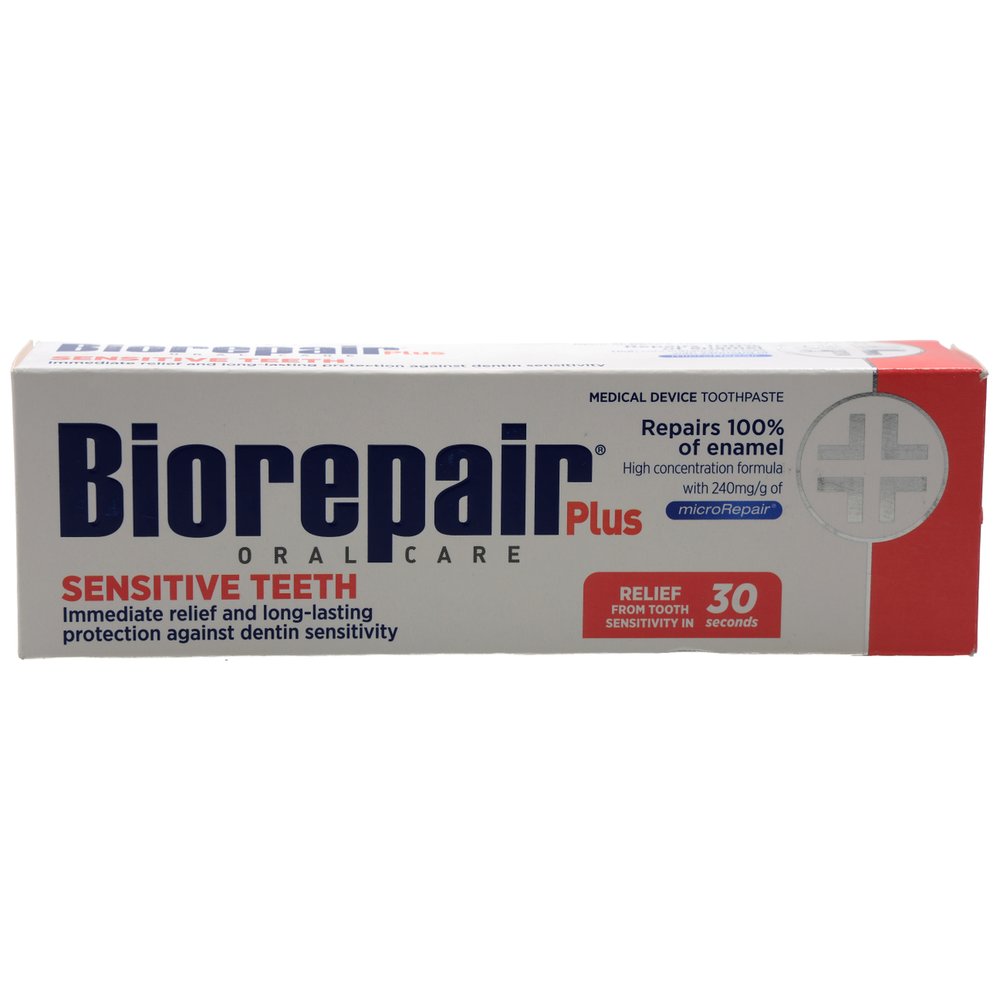 Biorepair Plus
SENSITIVE TEETH
Immediate relief and long-lasting protection against dentin sensitivity
MEDICAL DEVICE TOOTHPASTE
Repairs 100%
of enamel
High concentration formula
with 240mg/g of
microRepair®
Biorepair® Plus
ORAL CARE
SENSITIVE TEETH
Immediate relief and long-lasting
protection against dentin sensitivity
RELIEF
FROM TOOTH
SENSITIVITY IN
30
seconds